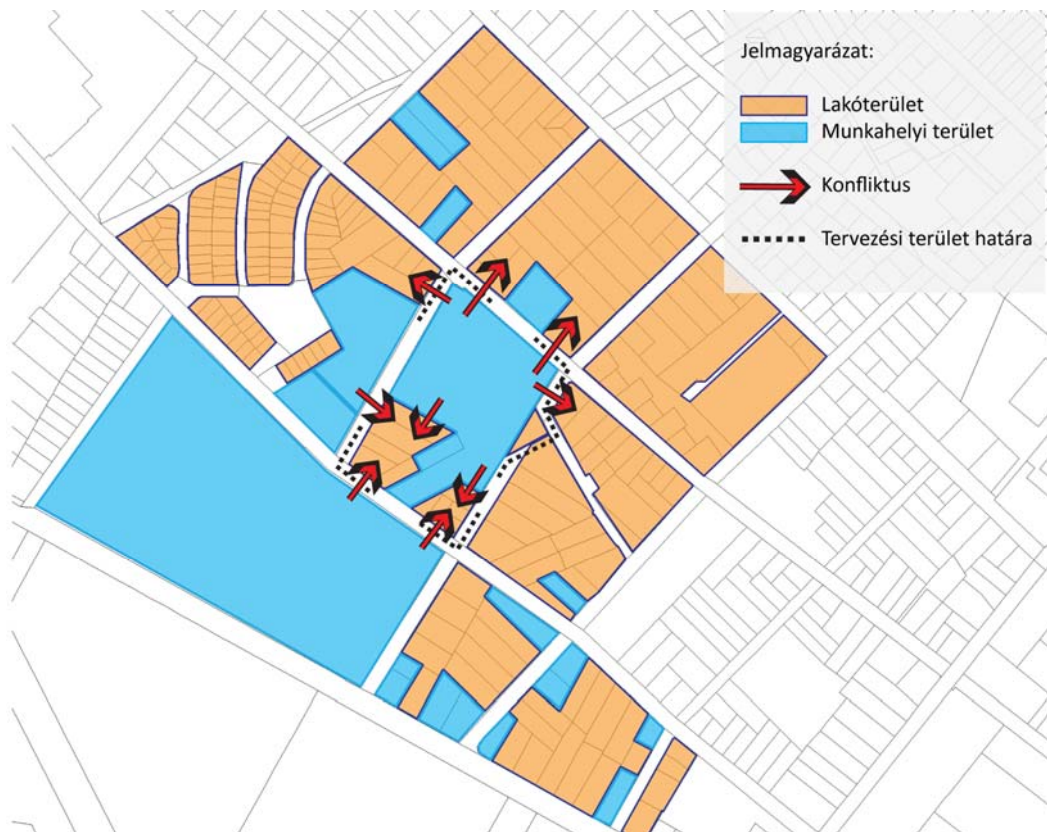 Jelmagyarázat:
Lakóterület
Munkahelyi terület
Konfliktus
Tervezési terület határa